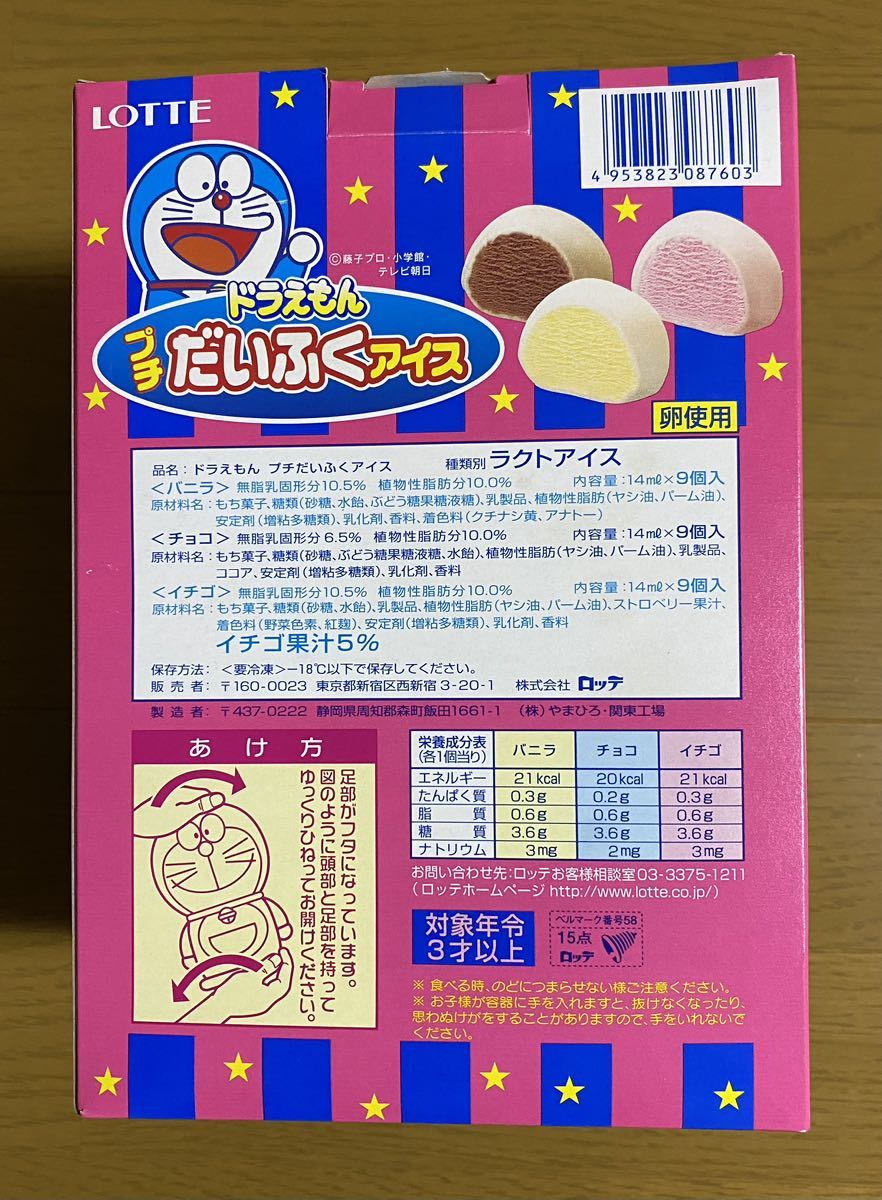 LOTTE
4 953823 087603
©藤子プロ・小学館・
テレビ朝日
ドラえもん
プチだいふくアイス
卵使用
品名：ドラえもん プチだいふくアイス 種類別 ラクトアイス
＜バニラ＞ 無脂乳固形分10.5% 植物性脂肪分10.0% 内容量：14ml×9個入
原材料名：もち菓子、糖類(砂糖、水飴、ぶどう糖果糖液糖)、乳製品、植物性脂肪(ヤシ油、パーム油)、
安定剤(増粘多糖類)、乳化剤、香料、着色料(クチナシ黄、アナトー)
＜チョコ＞ 無脂乳固形分 6.5% 植物性脂肪分10.0% 内容量：14ml×9個入
原材料名：もち菓子、糖類(砂糖、ぶどう糖果糖液糖、水飴)、植物性脂肪(ヤシ油、パーム油)、乳製品、
ココア、安定剤(増粘多糖類)、乳化剤、香料
＜イチゴ＞ 無脂乳固形分10.5% 植物性脂肪分10.0% 内容量：14ml×9個入
原材料名：もち菓子、糖類(砂糖、水飴)、乳製品、植物性脂肪(ヤシ油、パーム油)、ストロベリー果汁、
着色料(野菜色素、紅麹)、安定剤(増粘多糖類)、乳化剤、香料
イチゴ果汁5%
保存方法：＜要冷凍＞−18℃以下で保存してください。
販売者：〒160-0023 東京都新宿区西新宿3-20-1 株式会社 ロッテ
製造者：〒437-0222 静岡県周知郡森町飯田1661-1 (株)やまひろ・関東工場
あけ方
足部がフタになっています。
図のように頭部と足部を持って
ゆっくりひねってお開けください。
栄養成分表(各1個当り) バニラ チョコ イチゴ
エネルギー 21kcal 20kcal 21kcal
たんぱく質 0.3g 0.2g 0.3g
脂質 0.6g 0.6g 0.6g
糖質 3.6g 3.6g 3.6g
ナトリウム 3mg 2mg 3mg
お問い合わせ先：ロッテお客様相談室03-3375-1211
(ロッテホームページ http://www.lotte.co.jp/)
対象年令
3才以上
ベルマーク番号58
15点
ロッテ
※ 食べる時、のどにつまらせない様ご注意ください。
※ お子様が容器に手を入れますと、抜けなくなったり、
思わぬけがをすることがありますので、手をいれないで
ください。